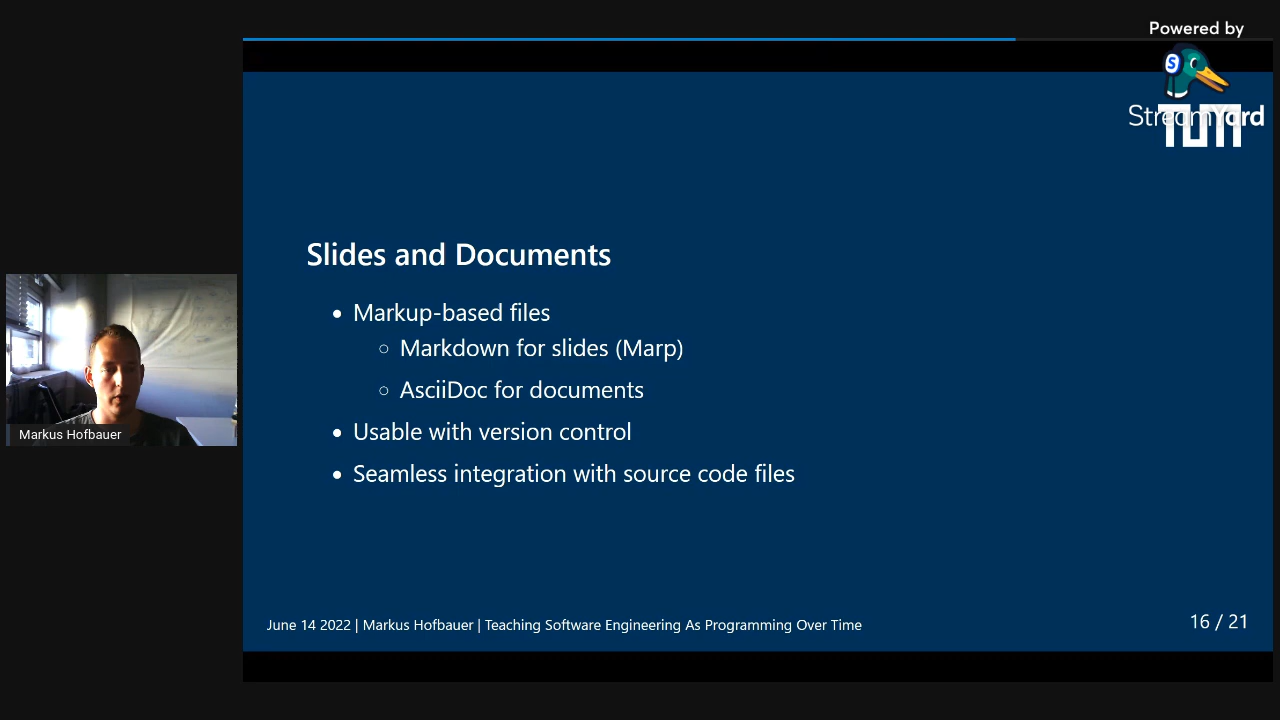 Powered by
StreamYard
TUM
Slides and Documents
• Markup-based files
○ Markdown for slides (Marp)
○ AsciiDoc for documents
• Usable with version control
• Seamless integration with source code files
Markus Hofbauer
June 14 2022 | Markus Hofbauer | Teaching Software Engineering As Programming Over Time
16 / 21